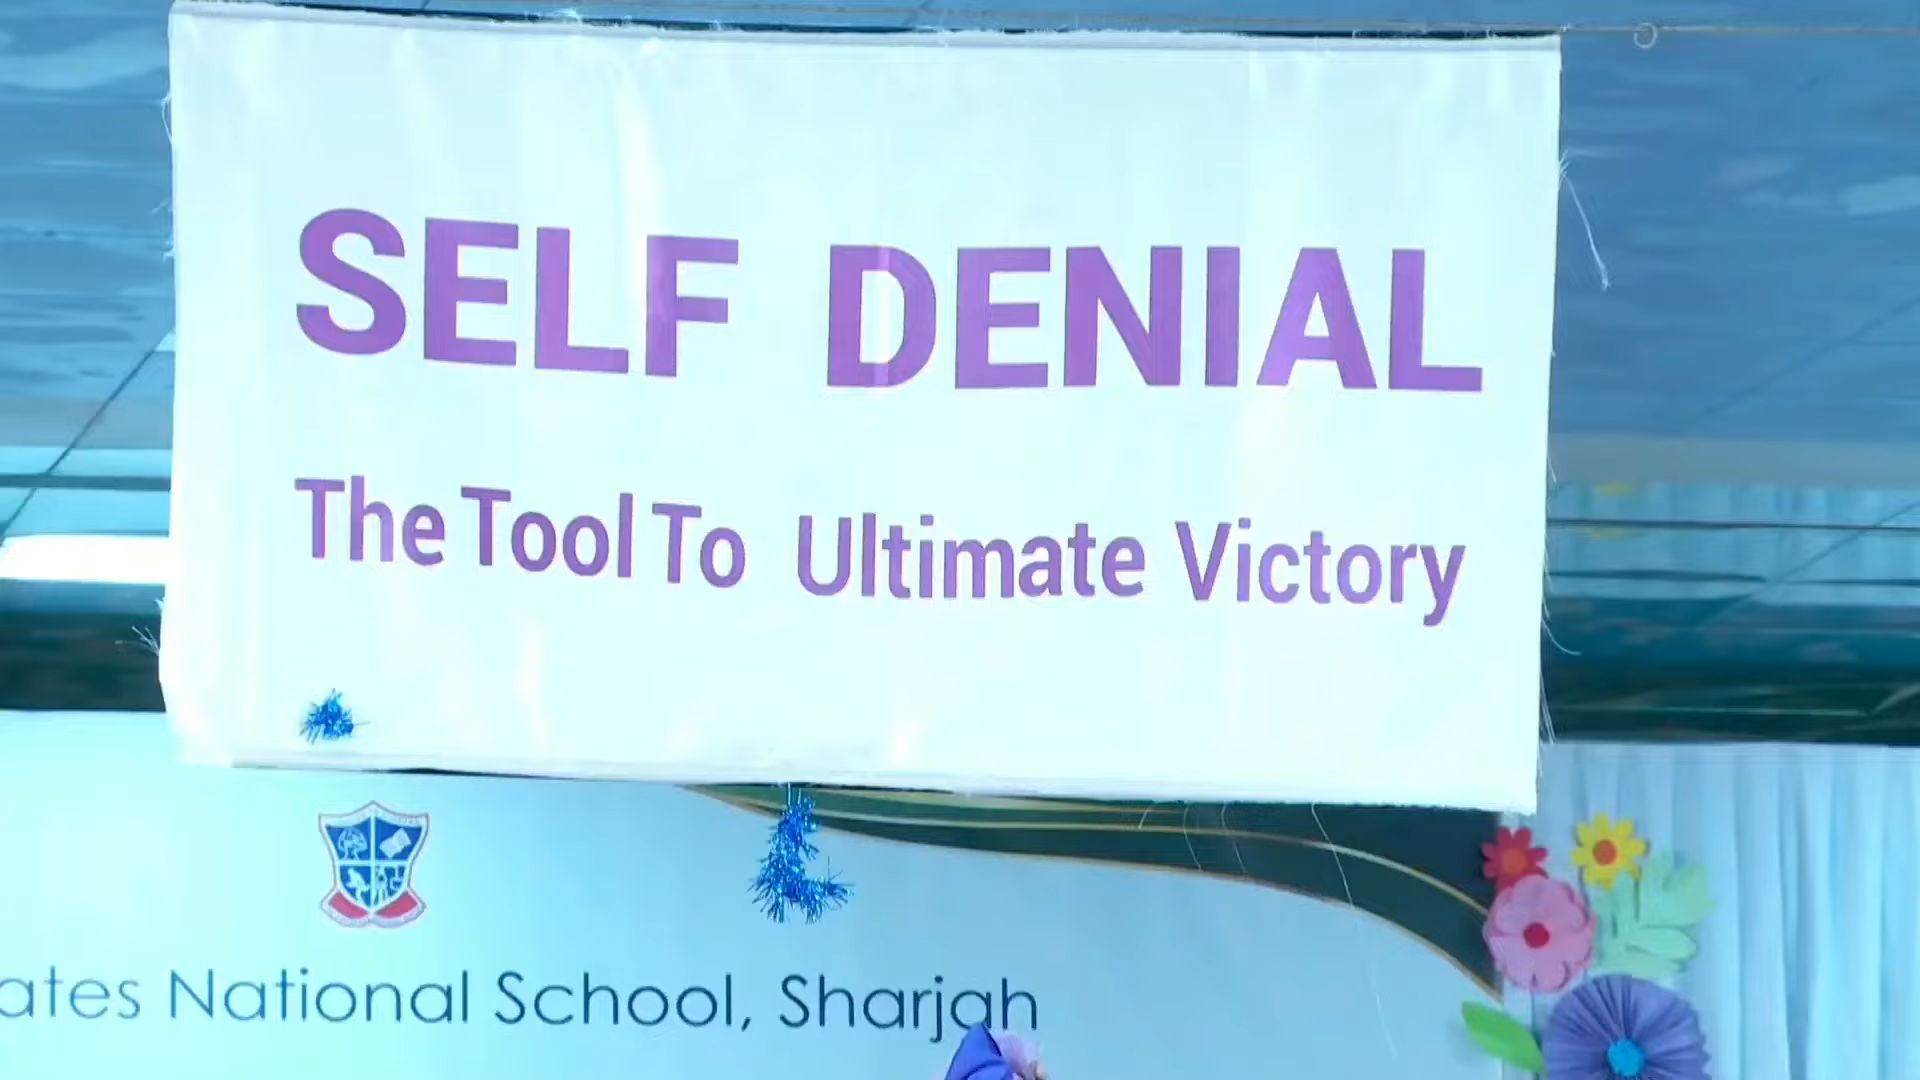 SELF DENIAL
The Tool To Ultimate Victory
ates National School, Sharjah